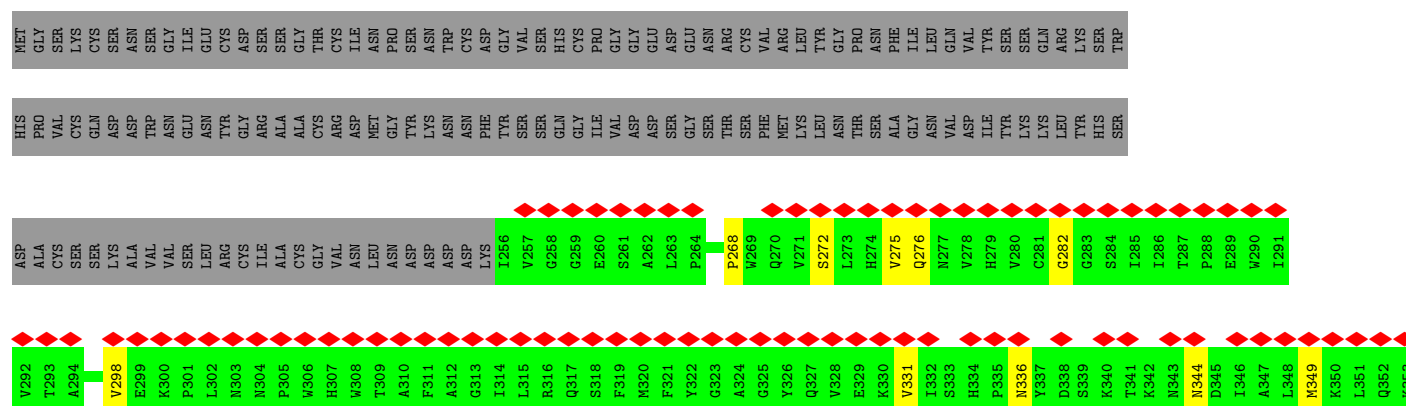 MET GLY SER LYS CYS SER ASN SER GLY ILE GLU CYS ASP SER SER GLY THR CYS ILE ASN PRO SER ASN TRP CYS ASP GLY VAL SER HIS CYS PRO GLY GLY GLU ASP GLU ASN ARG CYS VAL ARG LEU TYR GLY PRO ASN PHE ILE LEU GLN VAL TYR SER SER GLN ARG LYS SER TRP
HIS PRO VAL CYS GLN ASP ASP TRP ASN GLU ASN TYR GLY ARG ALA ALA CYS ARG ASP MET GLY TYR LYS ASN ASN PHE TYR SER SER GLN GLY ILE VAL ASP ASP SER GLY SER THR SER PHE MET LYS LEU ASN THR SER ALA GLY ASN VAL ASP ILE TYR LYS LYS LEU TYR HIS SER
ASP ALA CYS SER SER LYS ALA VAL VAL SER LEU ARG CYS ILE ALA CYS GLY VAL ASN LEU ASN ASP ASP ASP ASP LYS I256 V257 G258 G259 E260 S261 A262 L263 P264 P268 W269 Q270 V271 S272 L273 H274 V275 Q276 N277 V278 H279 V280 C281 G282 G283 S284 I285 I286 T287 P288 E289 W290 I291
V292 T293 A294 V298 E299 K300 P301 L302 N303 N304 P305 W306 H307 W308 T309 A310 F311 A312 G313 I314 L315 R316 Q317 S318 F319 M320 F321 Y322 G323 A324 G325 Y326 Q327 V328 E329 K330 V331 I332 S333 H334 P335 N336 Y337 D338 S339 K340 T341 K342 N343 N344 D345 I346 A347 L348 M349 K350 L351 Q352